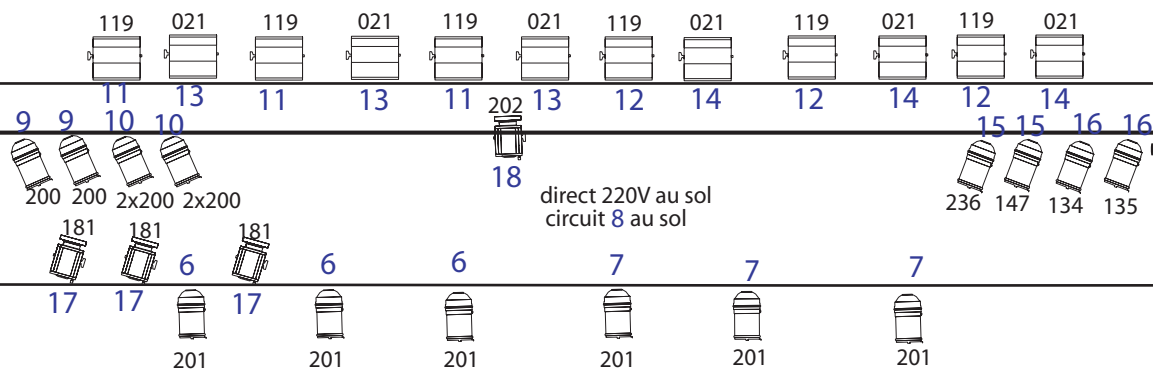 119 021 119 021 119 021 119 021 119 021 119 021
11 13 11 13 11 13 12 14 12 14 12 14
9 9 10 10 202 15 15 16 16
18
200 200 2x200 2x200 236 147 134 135
direct 220V au sol
circuit 8 au sol
181 181 181
6 6 6 7 7 7
17 17 17
201 201 201 201 201 201